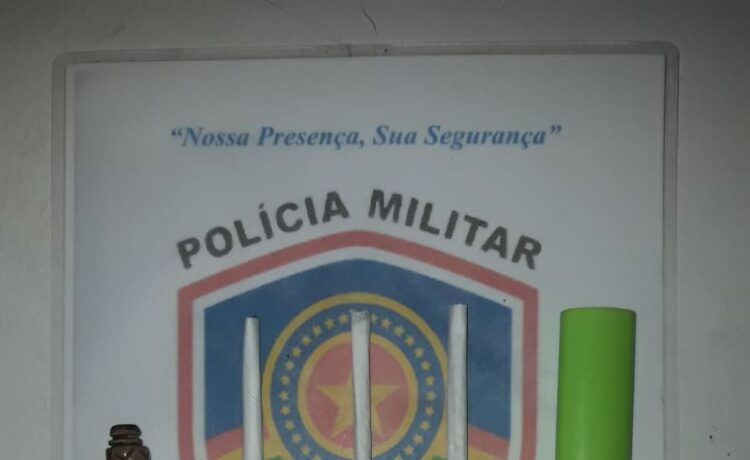 “Nossa Presença, Sua Segurança”
POLÍCIA MILITAR